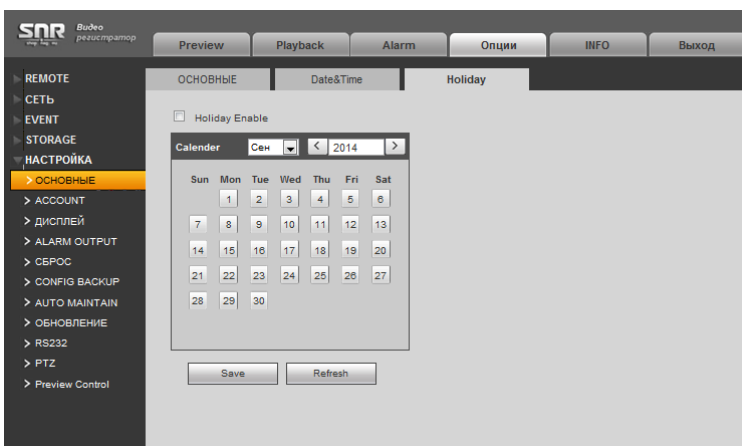 SNR Видео
регистратор
Preview Playback Alarm Опции INFO Выход
ОСНОВНЫЕ Date&Time Holiday
REMOTE
СЕТЬ
EVENT
STORAGE
НАСТРОЙКА
> ОСНОВНЫЕ
> ACCOUNT
> ДИСПЛЕЙ
> ALARM OUTPUT
> СБРОС
> CONFIG BACKUP
> AUTO MAINTAIN
> ОБНОВЛЕНИЕ
> RS232
> PTZ
> Preview Control
Holiday Enable
Calender Сен < 2014 >
Sun Mon Tue Wed Thu Fri Sat
1 2 3 4 5 6
7 8 9 10 11 12 13
14 15 16 17 18 19 20
21 22 23 24 25 26 27
28 29 30
Save Refresh